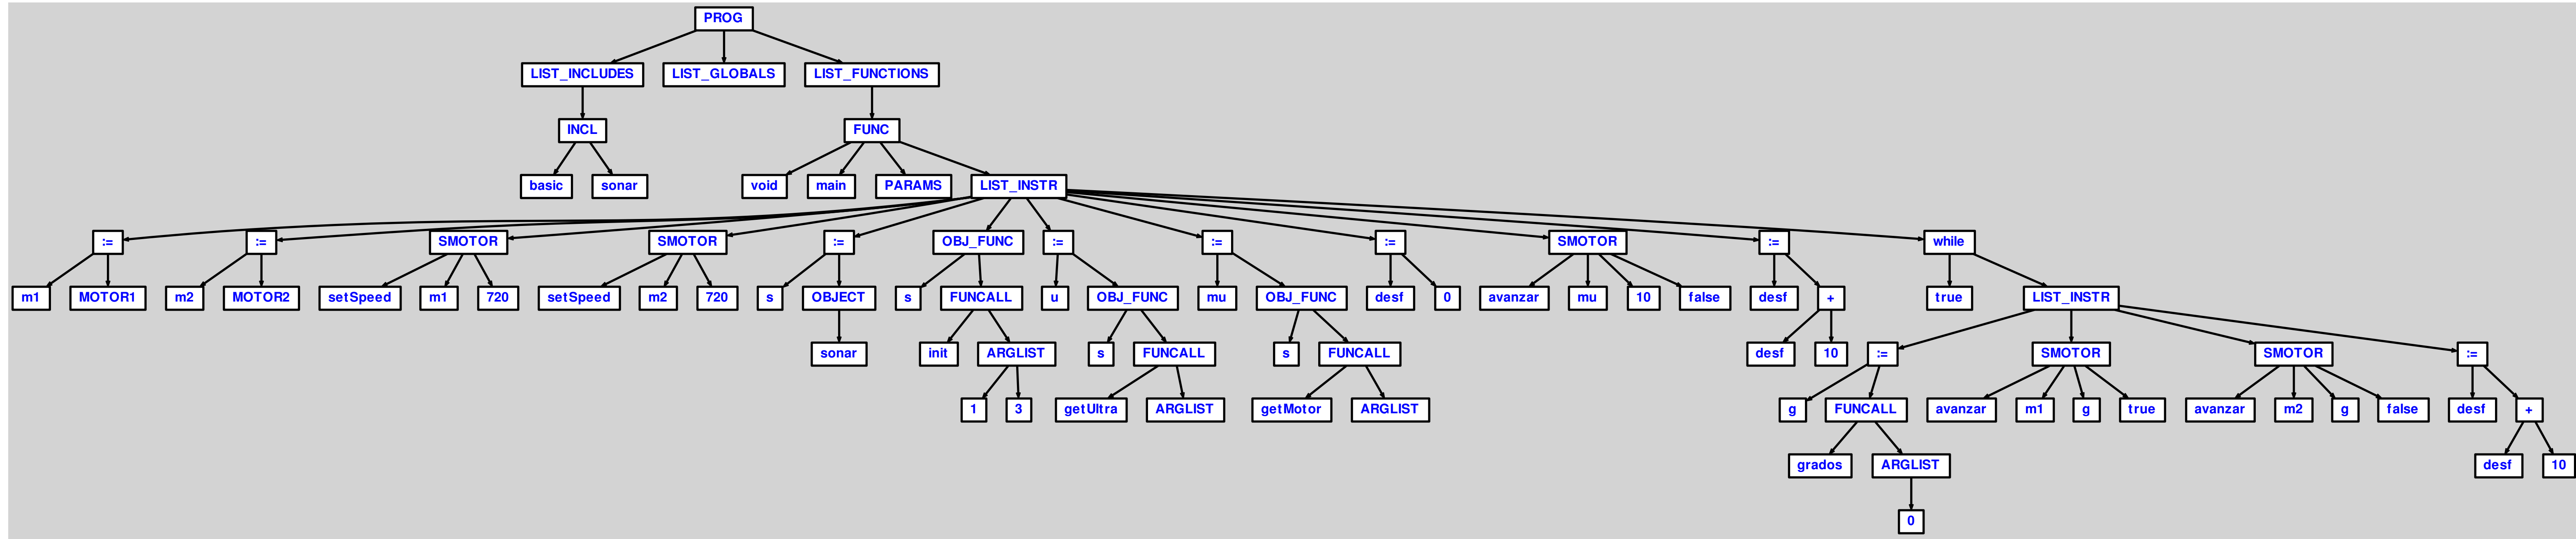 PROG
LIST_INCLUDES LIST_GLOBALS LIST_FUNCTIONS
INCL FUNC
basic sonar void main PARAMS LIST_INSTR
:= := SMOTOR SMOTOR := OBJ_FUNC := := := SMOTOR := while
m1 MOTOR1 m2 MOTOR2 setSpeed m1 720 setSpeed m2 720 s OBJECT s FUNCALL u OBJ_FUNC mu OBJ_FUNC desf 0 avanzar mu 10 false desf + true LIST_INSTR
sonar init ARGLIST s FUNCALL s FUNCALL desf 10 := SMOTOR SMOTOR :=
1 3 getUltra ARGLIST getMotor ARGLIST g FUNCALL avanzar m1 g true avanzar m2 g false desf +
grados ARGLIST desf 10
0